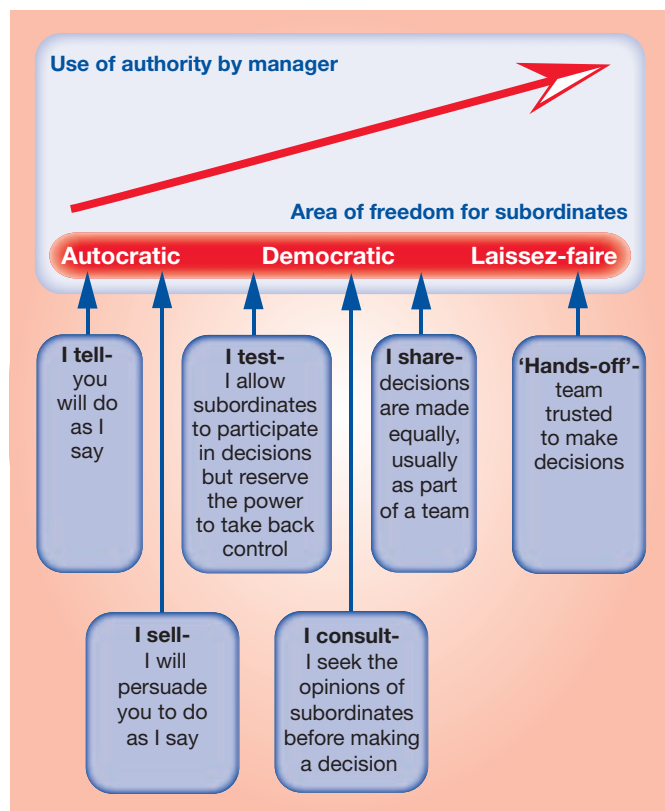 Use of authority by manager
Area of freedom for subordinates
Autocratic
Democratic
Laissez-faire
I tell-
you
will do
as I
say
I test-
I allow
subordinates
to participate
in decisions
but reserve
the power
to take back
control
I share-
decisions
are made
equally,
usually
as part
of a team
‘Hands-off’-
team
trusted
to make
decisions
I sell-
I will
persuade
you to do
as I say
I consult-
I seek the
opinions of
subordinates
before making
a decision